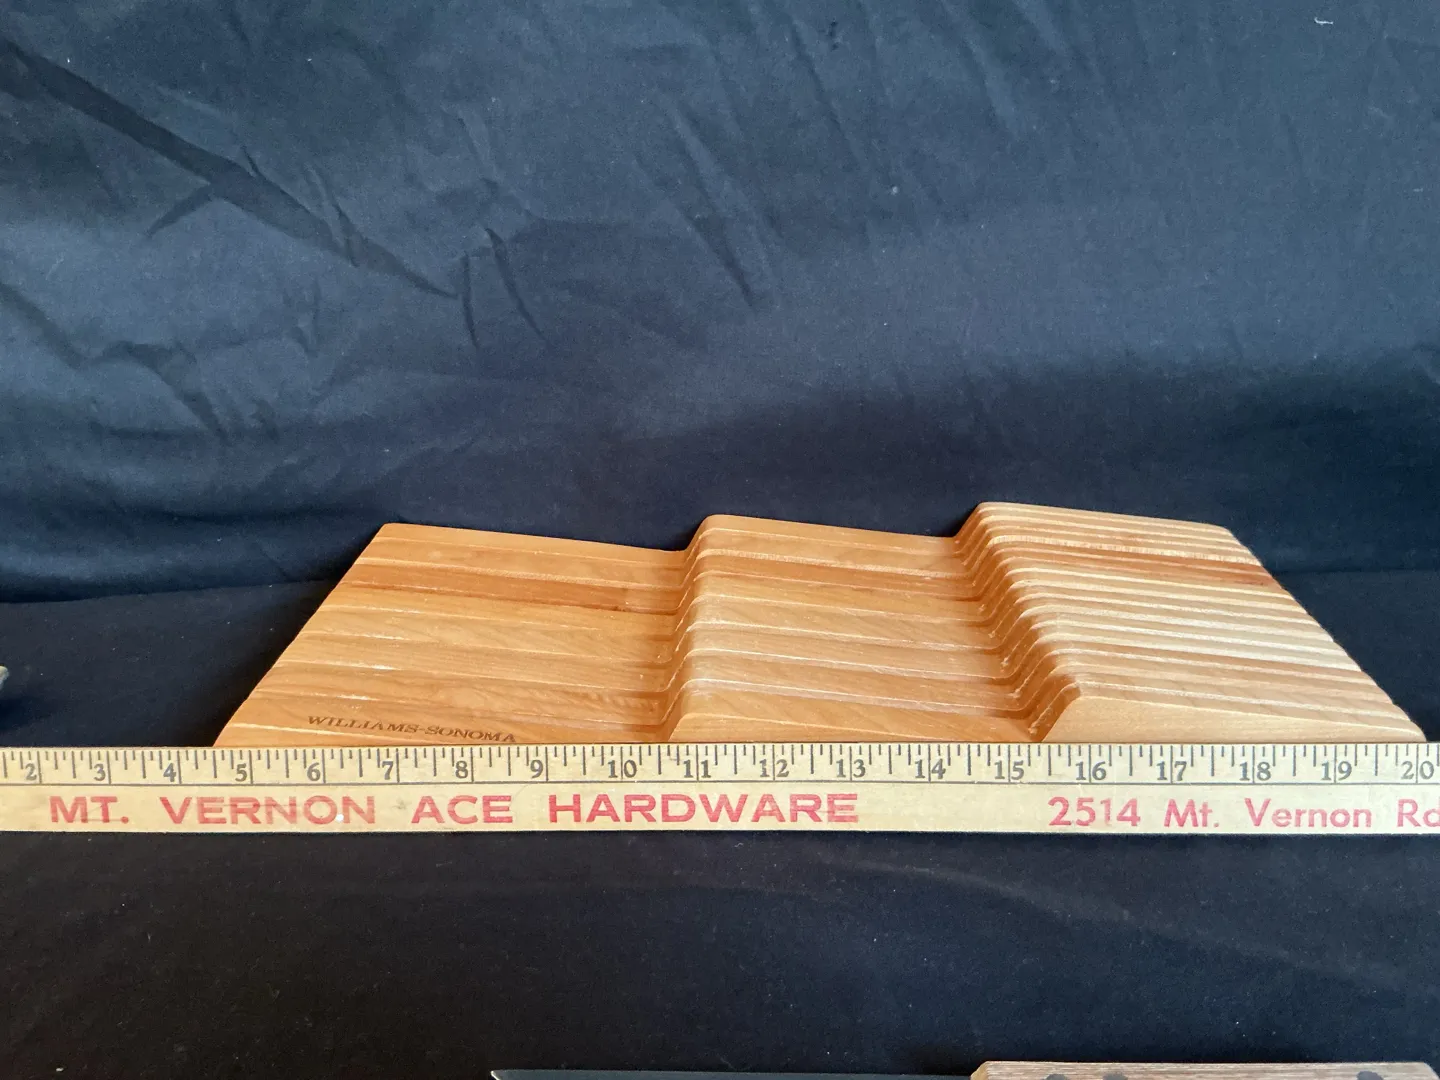 WILLIAMS-SONOMA
2 3 4 5 6 7 8 9 10 11 12 13 14 15 16 17 18 19 20
MT. VERNON ACE HARDWARE 2514 Mt. Vernon Rd